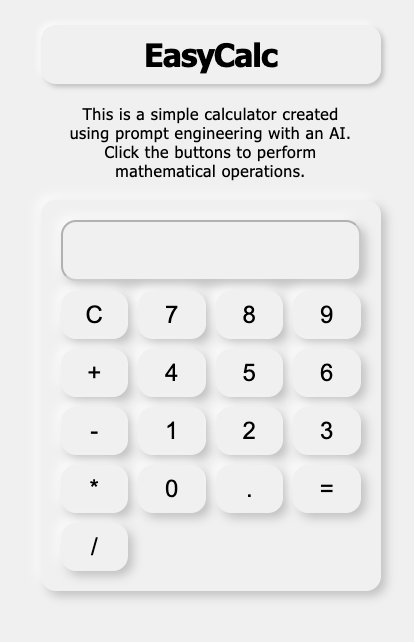 EasyCalc
This is a simple calculator created
using prompt engineering with an AI.
Click the buttons to perform
mathematical operations.
C 7 8 9
+ 4 5 6
- 1 2 3
* 0 . =
/